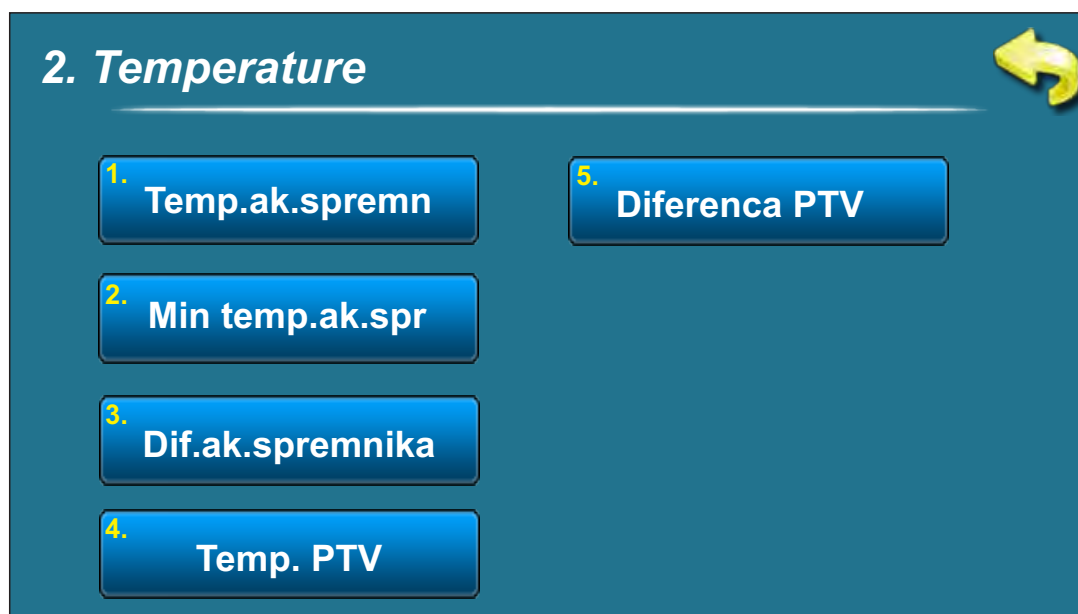 2. Temperature
1.
Temp.ak.spremn
2.
Min temp.ak.spr
3.
Dif.ak.spremnika
4.
Temp. PTV
5.
Diferenca PTV